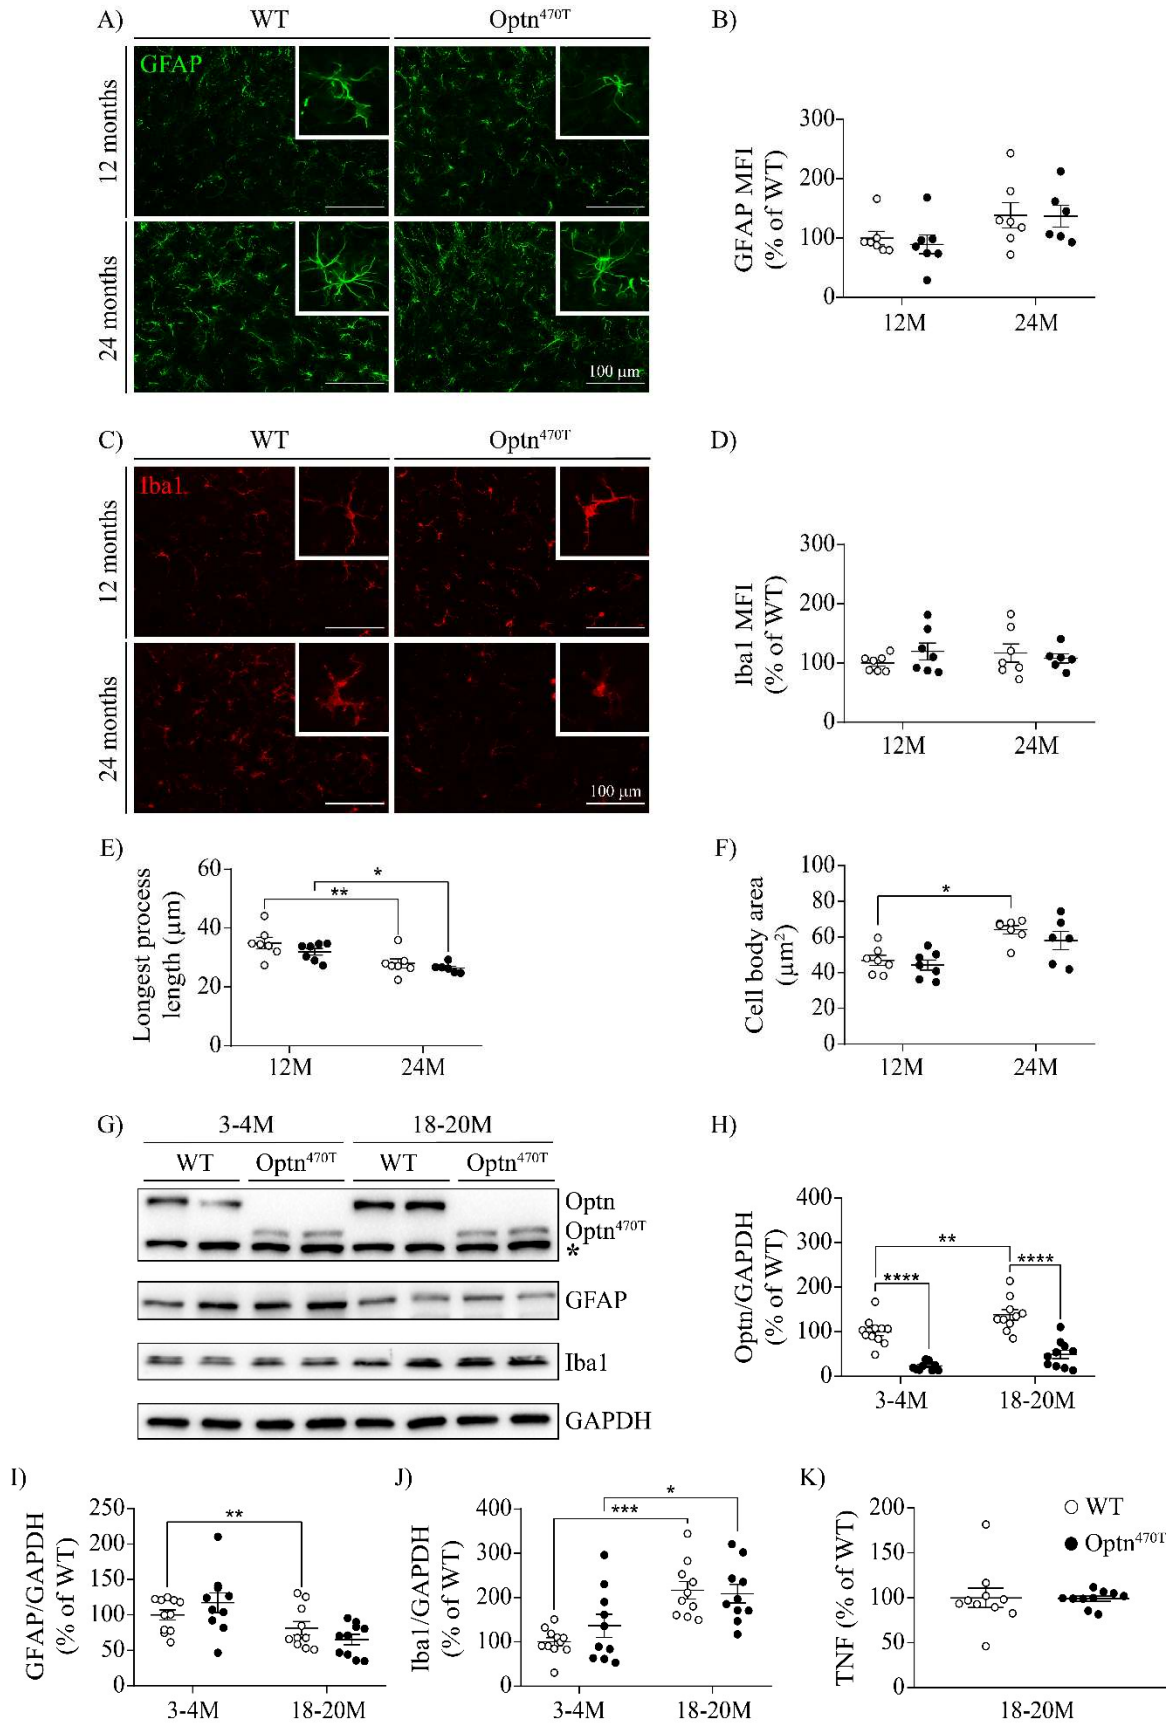 A)
WT
Optn470T
B)
GFAP
12 months
24 months
100 µm
GFAP MFI
(% of WT)
300
200
100
0
12M
24M
C)
WT
Optn470T
D)
Iba1
12 months
24 months
100 µm
Iba1 MFI
(% of WT)
300
200
100
0
12M
24M
E)
Longest process
length (µm)
60
40
20
0
*
**
12M
24M
F)
Cell body area
(µm²)
100
80
60
40
20
0
*
12M
24M
G)
3-4M
18-20M
WT
Optn470T
WT
Optn470T
Optn
Optn470T
*
GFAP
Iba1
GAPDH
H)
Optn/GAPDH
(% of WT)
400
300
200
100
0
**
****
****
3-4M
18-20M
I)
GFAP/GAPDH
(% of WT)
250
200
150
100
50
0
**
3-4M
18-20M
J)
Iba1/GAPDH
(% of WT)
400
300
200
100
0
*
***
3-4M
18-20M
K)
TNF (% of WT)
200
150
100
50
0
WT
Optn470T
18-20M